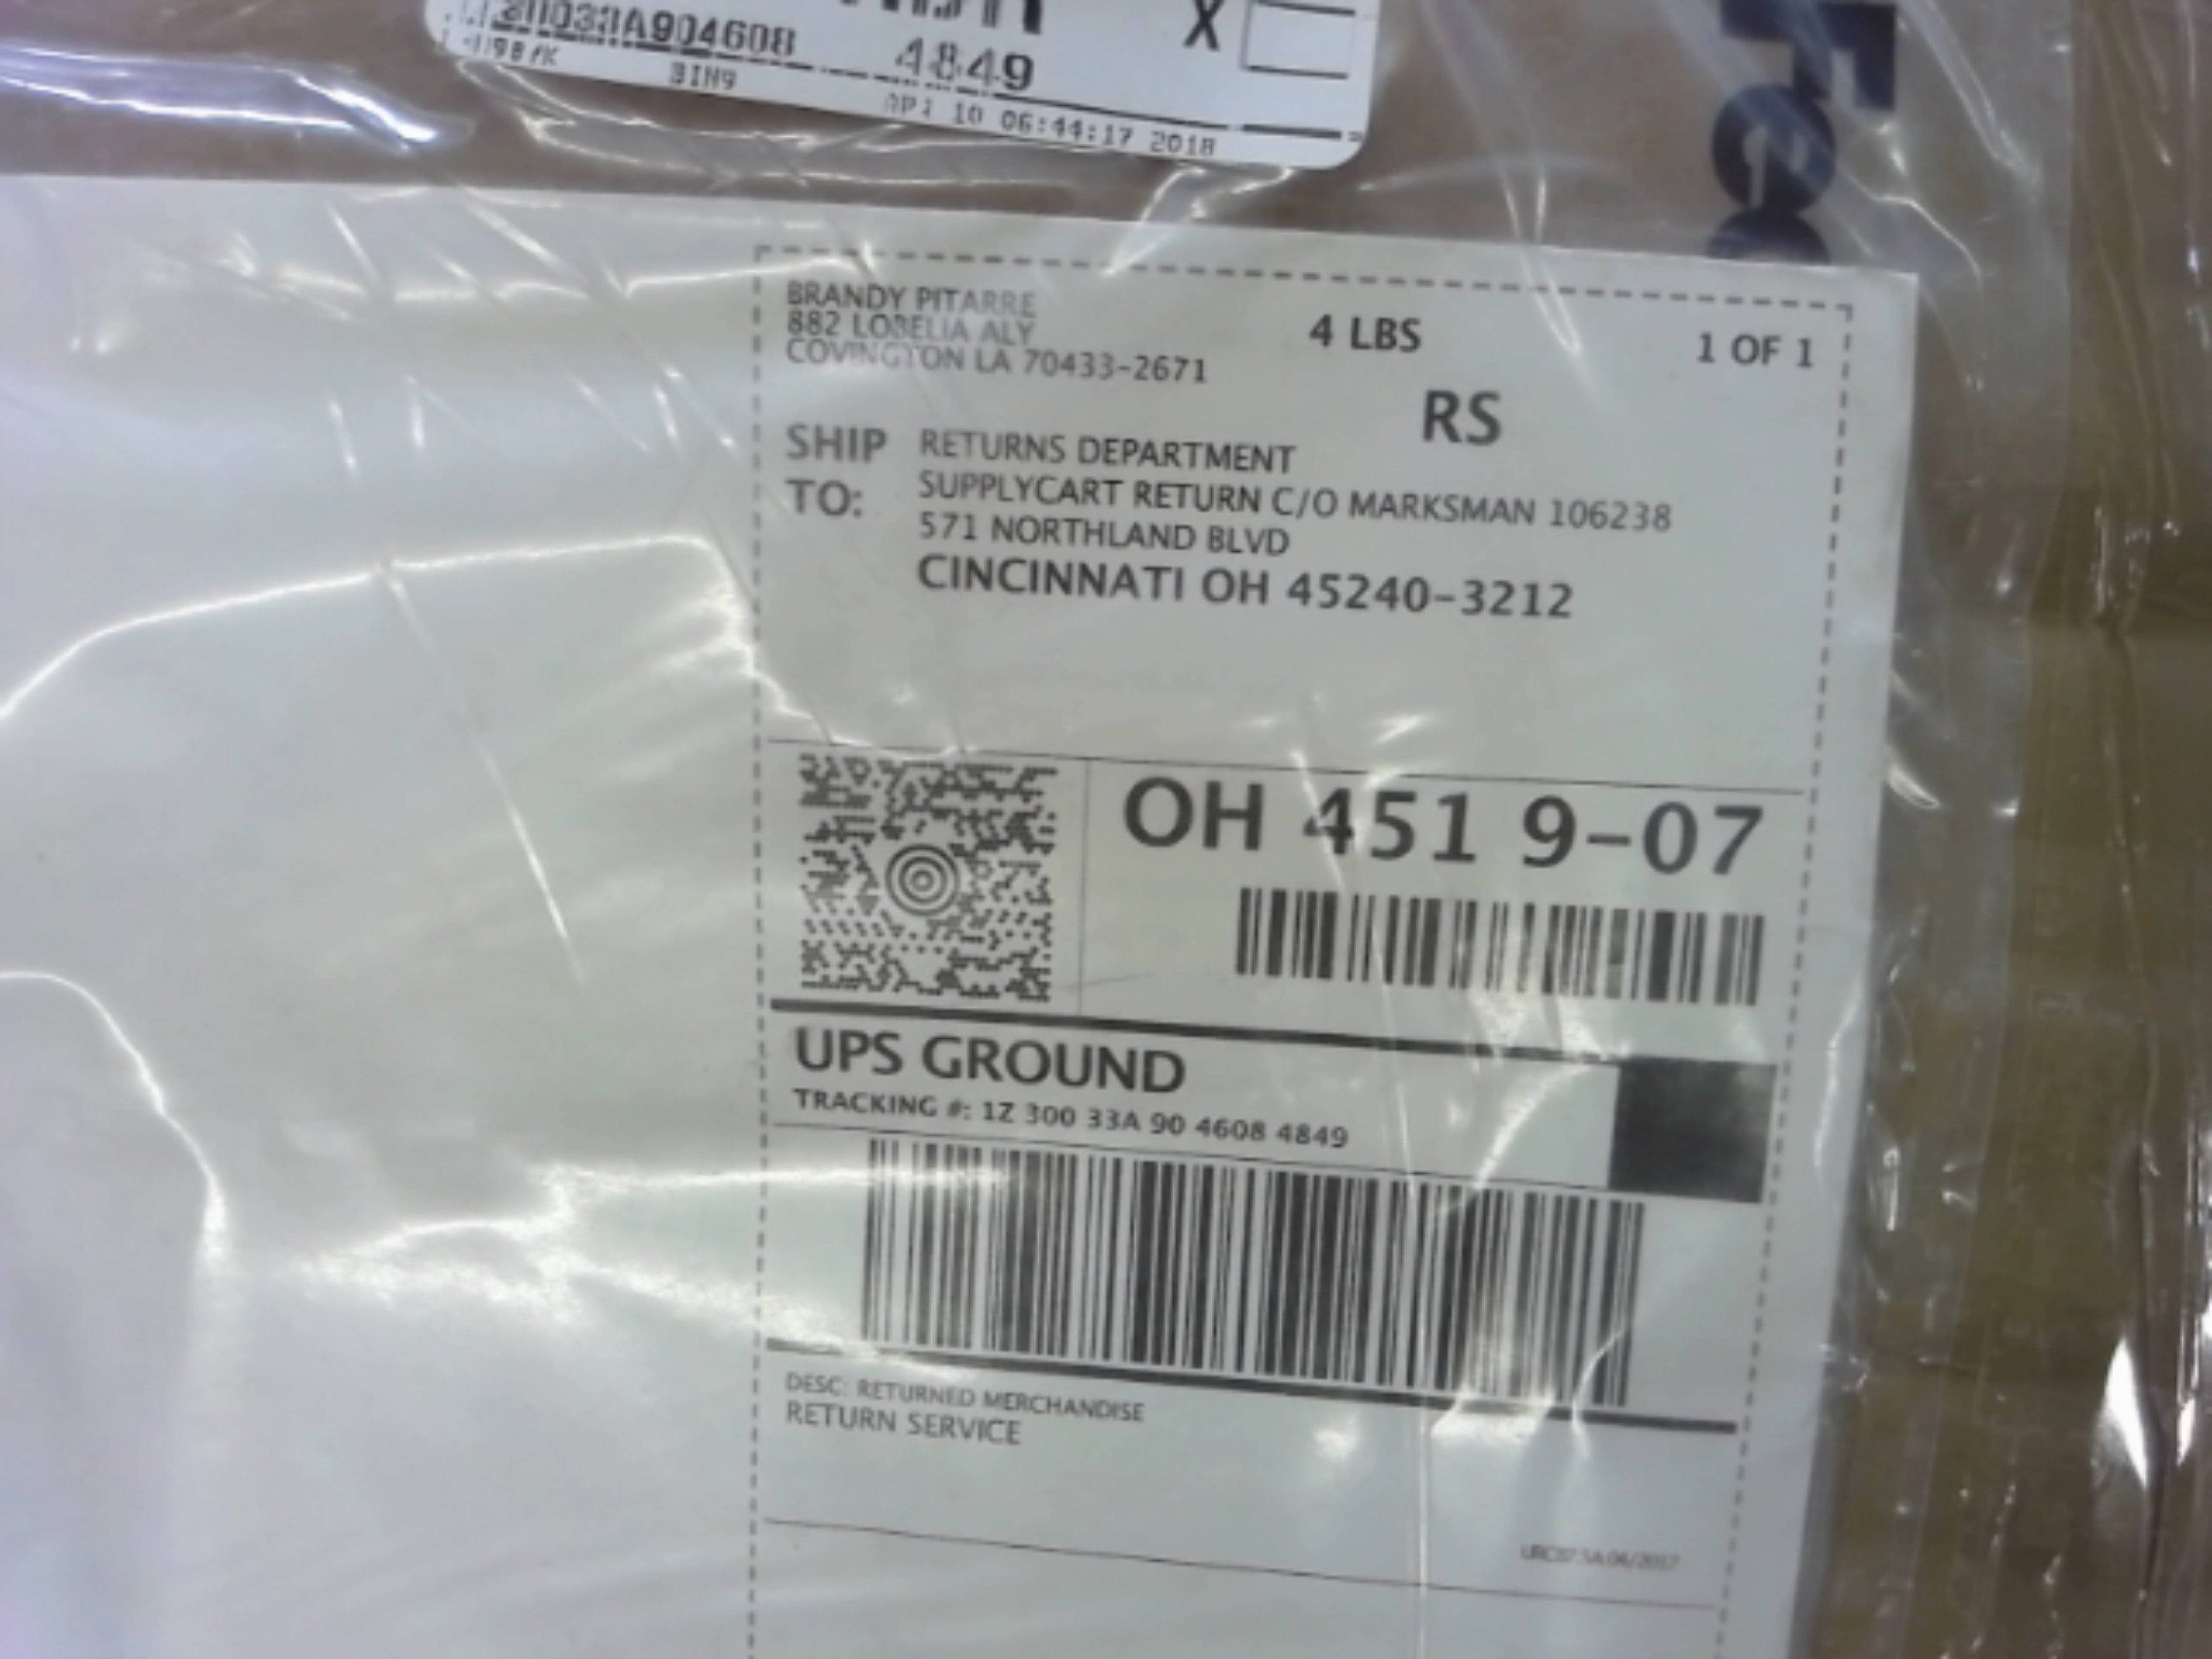 X
4849
BIN9
10 06:44:17 2018
Fe
BRANDY PITARRE
882 LOBELIA ALY
COVINGTON LA 70433-2671
4 LBS
1 OF 1
RS
SHIP TO:
RETURNS DEPARTMENT
SUPPLYCART RETURN C/O MARKSMAN 106238
571 NORTHLAND BLVD
CINCINNATI OH 45240-3212
OH 451 9-07
UPS GROUND
TRACKING #: 1Z 300 33A 90 4608 4849
DESC: RETURNED MERCHANDISE
RETURN SERVICE